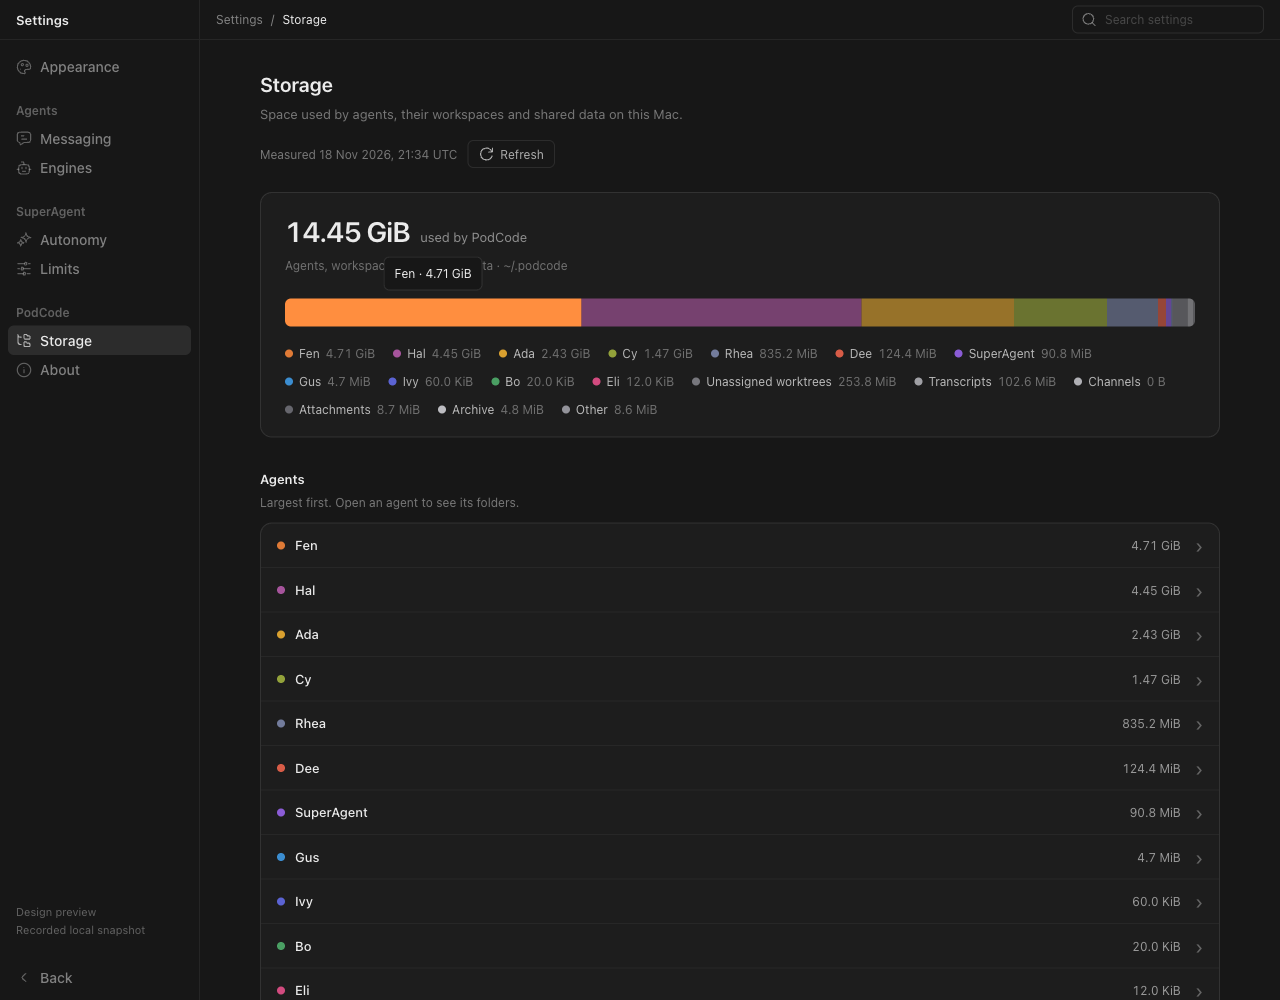 Settings
Settings / Storage
Search settings
Appearance
Agents
Messaging
Engines
SuperAgent
Autonomy
Limits
PodCode
Storage
About
Design preview
Recorded local snapshot
Back
Storage
Space used by agents, their workspaces and shared data on this Mac.
Measured 18 Nov 2026, 21:34 UTC Refresh
14.45 GiB used by PodCode
Agents, · ~/.podcode
Fen · 4.71 GiB
Fen 4.71 GiB Hal 4.45 GiB Ada 2.43 GiB Cy 1.47 GiB Rhea 835.2 MiB Dee 124.4 MiB SuperAgent 90.8 MiB
Gus 4.7 MiB Ivy 60.0 KiB Bo 20.0 KiB Eli 12.0 KiB Unassigned worktrees 253.8 MiB Transcripts 102.6 MiB Channels 0 B
Attachments 8.7 MiB Archive 4.8 MiB Other 8.6 MiB
Agents
Largest first. Open an agent to see its folders.
Fen 4.71 GiB
Hal 4.45 GiB
Ada 2.43 GiB
Cy 1.47 GiB
Rhea 835.2 MiB
Dee 124.4 MiB
SuperAgent 90.8 MiB
Gus 4.7 MiB
Ivy 60.0 KiB
Bo 20.0 KiB
Eli 12.0 KiB